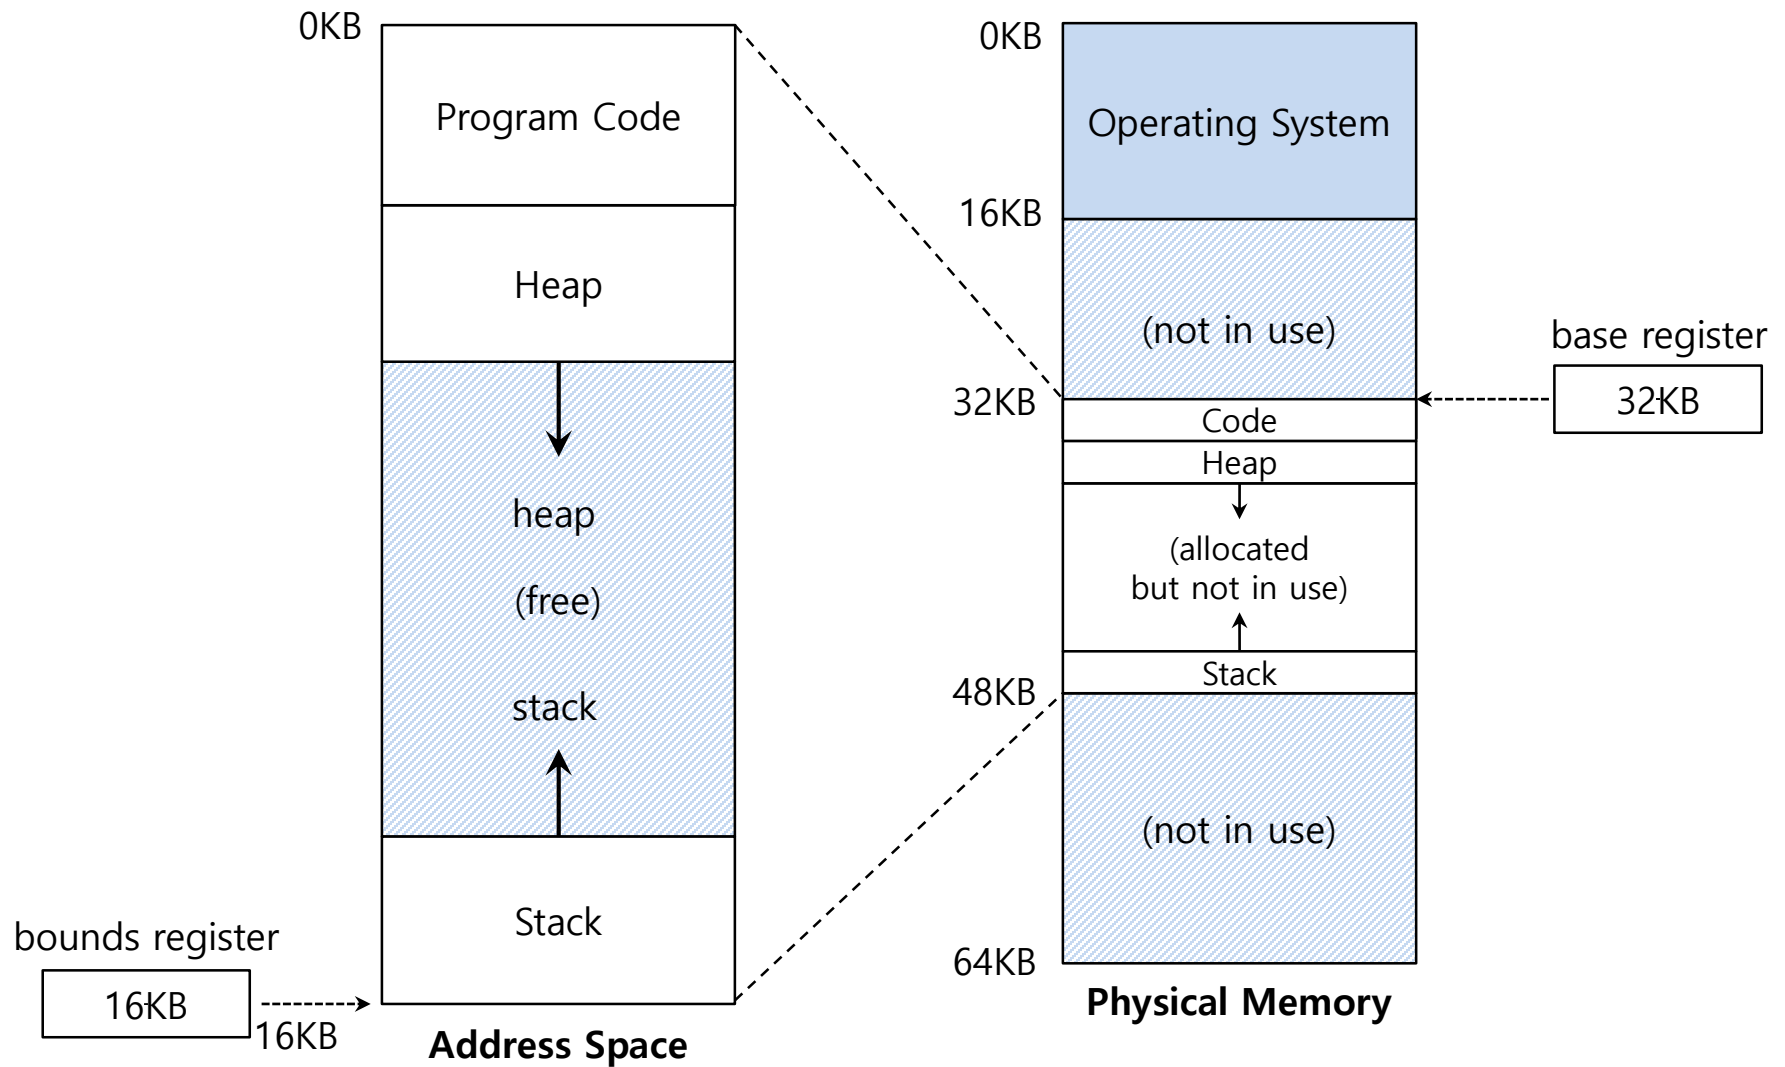 0KB
Program Code
Heap
heap
(free)
stack
Stack
bounds register
16KB
16KB
Address Space
0KB
Operating System
16KB
(not in use)
base register
32KB
32KB
Code
Heap
(allocated
but not in use)
Stack
48KB
(not in use)
64KB
Physical Memory